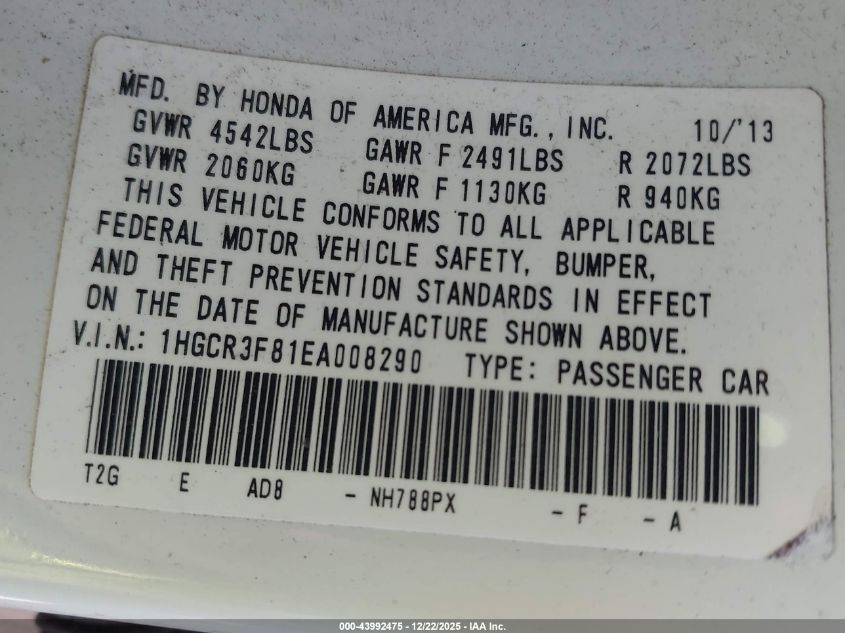 MFD. BY HONDA OF AMERICA MFG., INC. 10/'13
GVWR 4542LBS GAWR F 2491LBS R 2072LBS
GVWR 2060KG GAWR F 1130KG R 940KG
THIS VEHICLE CONFORMS TO ALL APPLICABLE
FEDERAL MOTOR VEHICLE SAFETY, BUMPER,
AND THEFT PREVENTION STANDARDS IN EFFECT
ON THE DATE OF MANUFACTURE SHOWN ABOVE.
V.I.N.: 1HGCR3F81EA008290 TYPE: PASSENGER CAR
T2G E AD8 - NH788PX - F - A
000-43992475 - 12/22/2025 - IAA Inc.